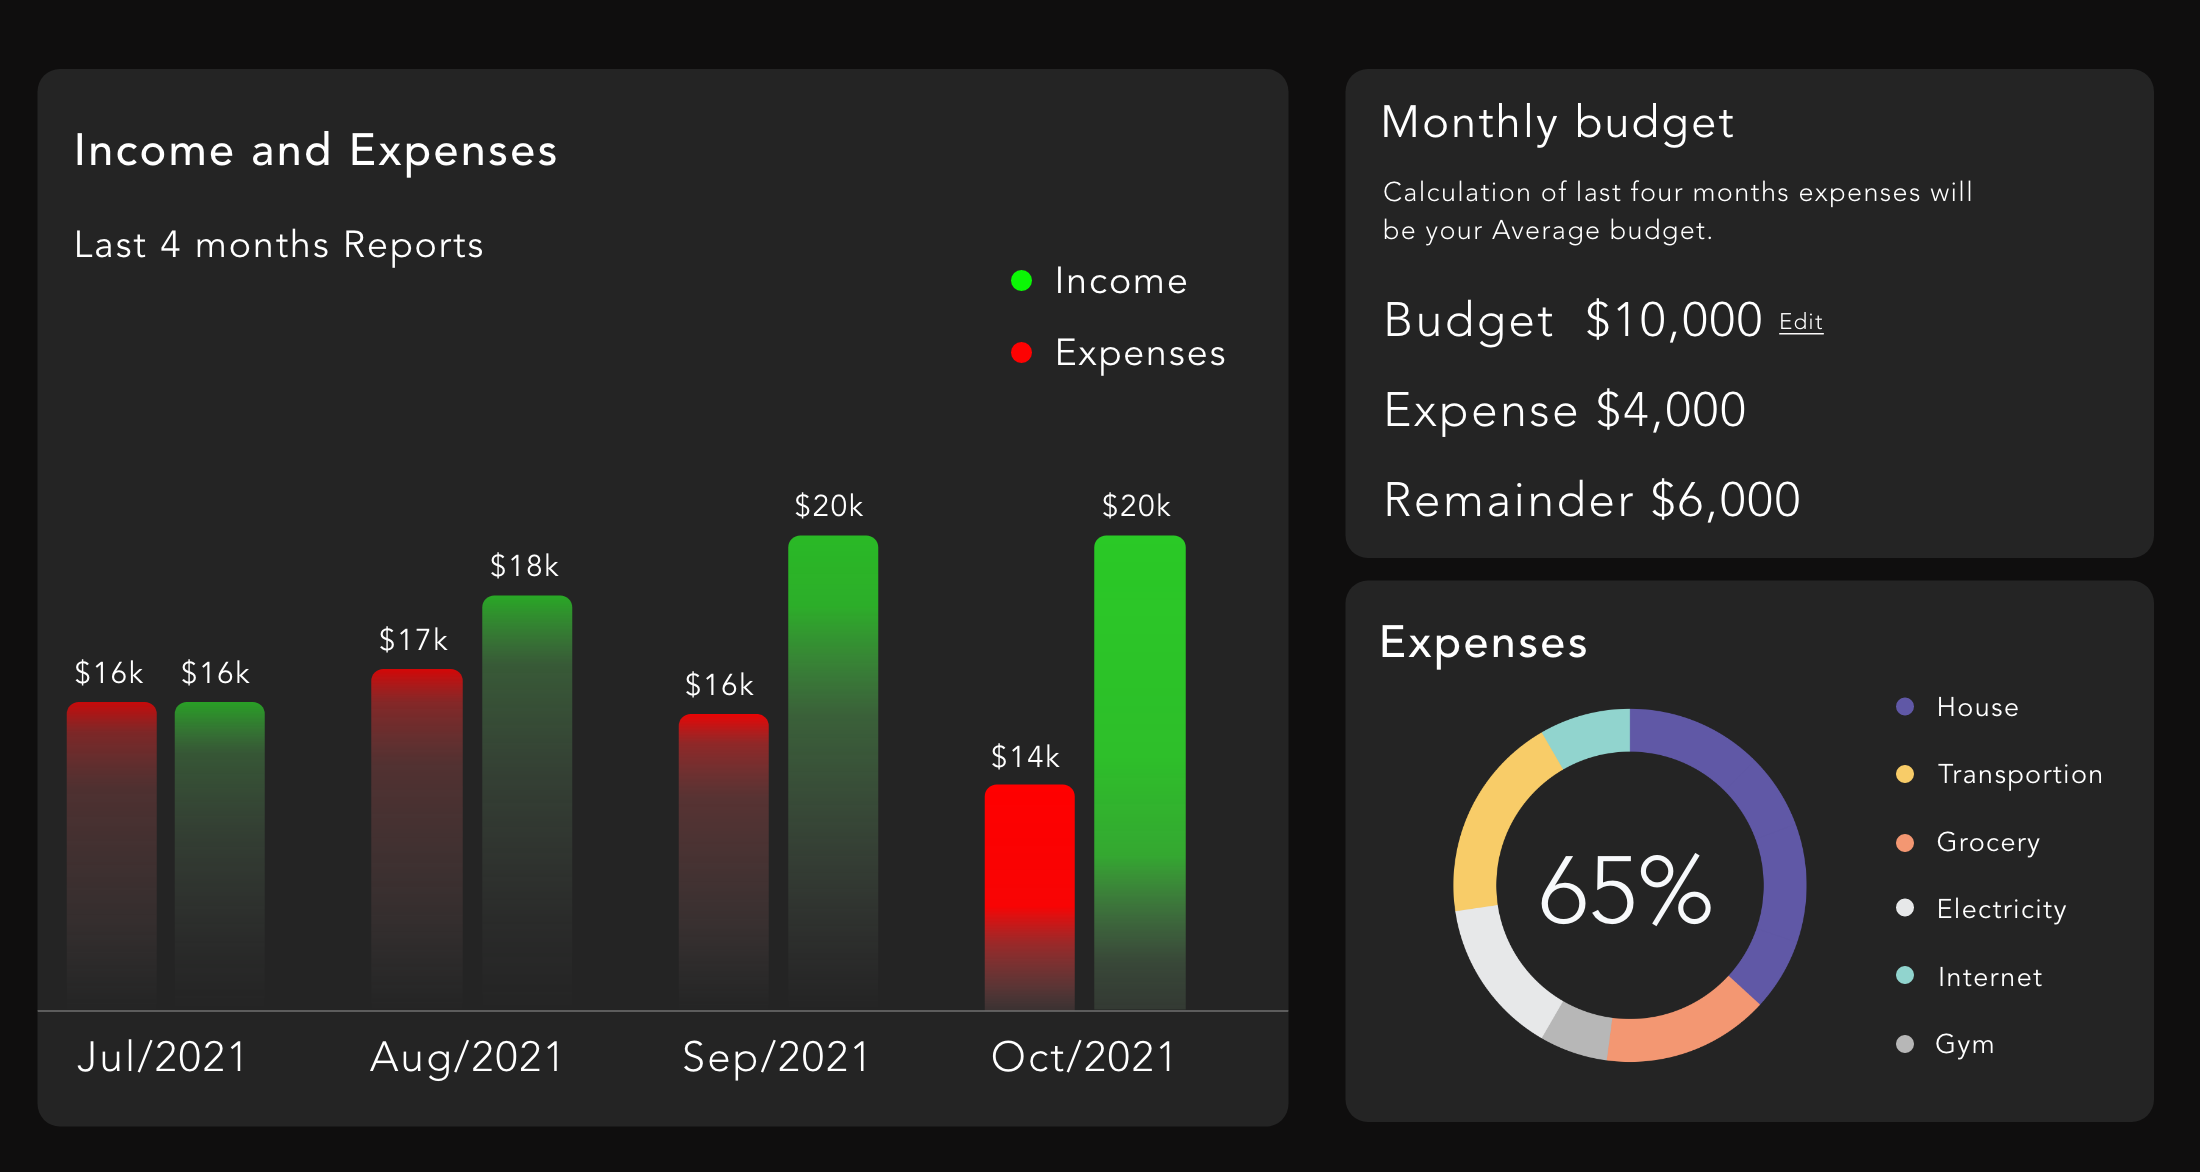 Income and Expenses
Last 4 months Reports
Income
Expenses
$16k $16k
$17k $18k
$16k $20k
$14k $20k
Jul/2021 Aug/2021 Sep/2021 Oct/2021
Monthly budget
Calculation of last four months expenses will
be your Average budget.
Budget $10,000 Edit
Expense $4,000
Remainder $6,000
Expenses
65%
House
Transportion
Grocery
Electricity
Internet
Gym